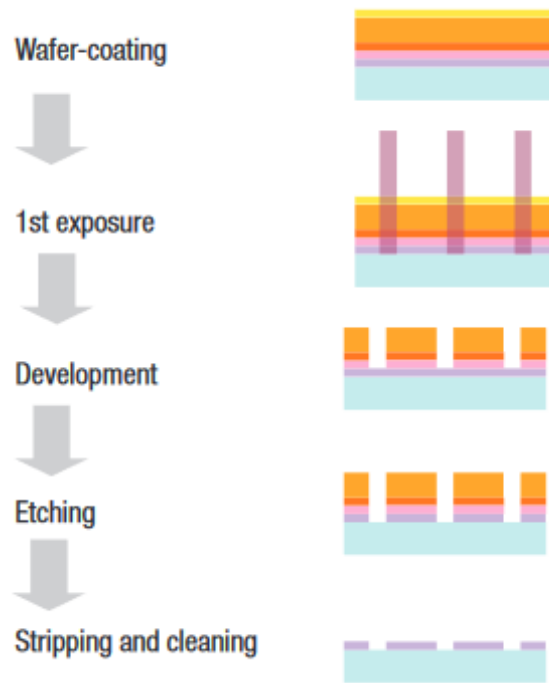 Wafer-coating
1st exposure
Development
Etching
Stripping and cleaning